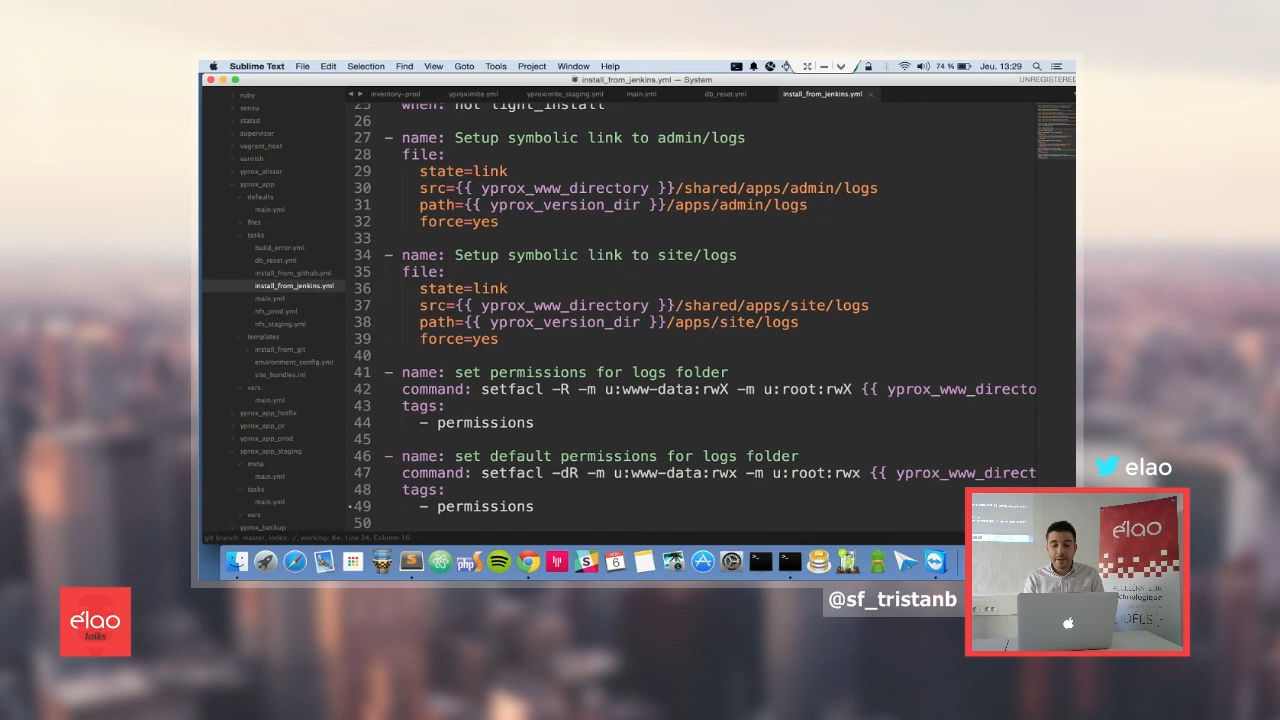 Sublime Text File Edit Selection Find View Goto Tools Project Window Help 74 % Jeu. 13:29
install_from_jenkins.yml — System UNREGISTERED
inventory-prod yproximite.yml yproximite_staging.yml main.yml db_reset.yml install_from_jenkins.yml
ruby
sensu
statsd
supervisor
vagrant_host
varnish
yprox_alistar
yprox_app
defaults
main.yml
files
tasks
build_error.yml
db_reset.yml
install_from_github.yml
install_from_jenkins.yml
main.yml
nfs_prod.yml
nfs_staging.yml
templates
install_from_git
environment_config.yml
site_bundles.ini
vars
main.yml
yprox_app_hotfix
yprox_app_pr
yprox_app_prod
yprox_app_staging
meta
main.yml
tasks
main.yml
vars
yprox_backup
25 when: not light_install
26
27 - name: Setup symbolic link to admin/logs
28 file:
29 state=link
30 src={{ yprox_www_directory }}/shared/apps/admin/logs
31 path={{ yprox_version_dir }}/apps/admin/logs
32 force=yes
33
34 - name: Setup symbolic link to site/logs
35 file:
36 state=link
37 src={{ yprox_www_directory }}/shared/apps/site/logs
38 path={{ yprox_version_dir }}/apps/site/logs
39 force=yes
40
41 - name: set permissions for logs folder
42 command: setfacl -R -m u:www-data:rwX -m u:root:rwX {{ yprox_www_directo
43 tags:
44 - permissions
45
46 - name: set default permissions for logs folder
47 command: setfacl -dR -m u:www-data:rwx -m u:root:rwx {{ yprox_www_direct
48 tags:
49 - permissions
50
elao
@sf_tristanb
élao
talks
élao
technologique